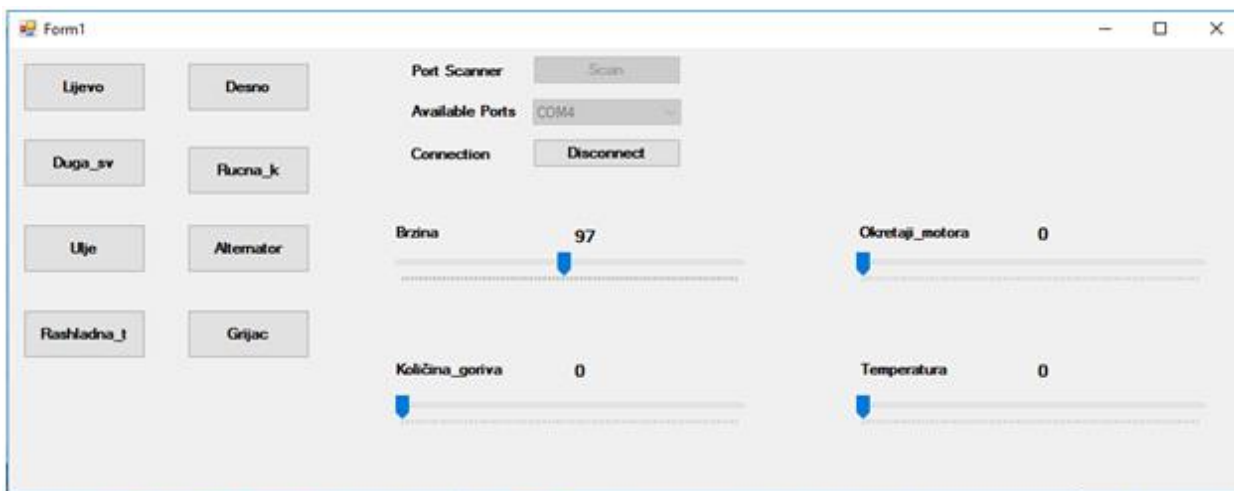 Form1
Lijevo
Desno
Duga_sv
Rucna_k
Ulje
Alternator
Rashladna_t
Grijac
Port Scanner
Scan
Available Ports
COM4
Connection
Disconnect
Brzina
97
Okretaji_motora
0
Količina_goriva
0
Temperatura
0